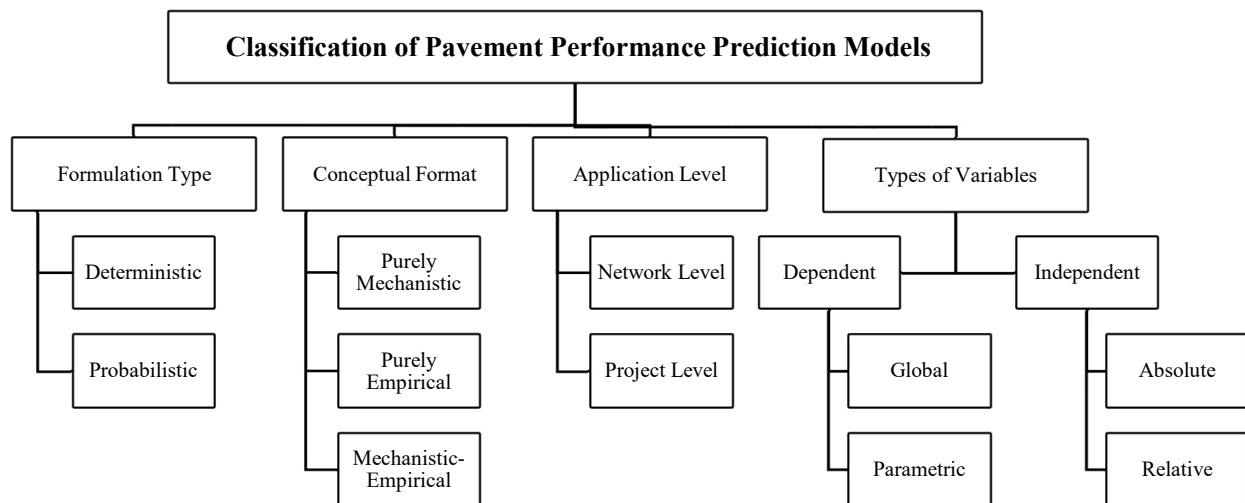 Classification of Pavement Performance Prediction Models
Formulation Type
Conceptual Format
Application Level
Types of Variables
Deterministic
Purely
Mechanistic
Network Level
Dependent
Independent
Probabilistic
Purely
Empirical
Project Level
Global
Absolute
Mechanistic-
Empirical
Parametric
Relative